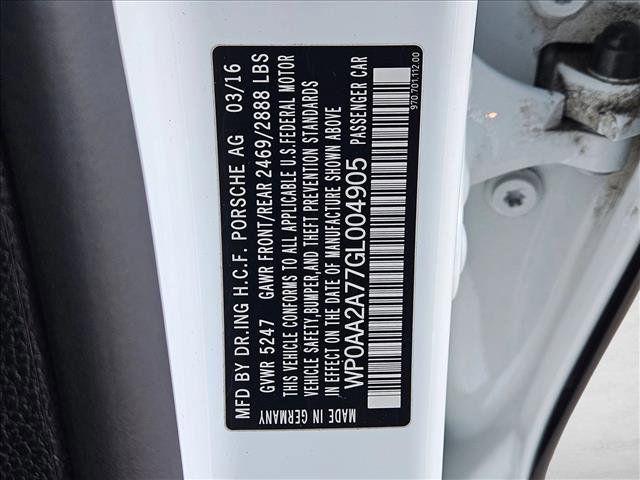 MFD BY DR.ING H.C.F. PORSCHE AG 03/16
GVWR 5247 GAWR FRONT/REAR 2469/2888 LBS
THIS VEHICLE CONFORMS TO ALL APPLICABLE U.S.FEDERAL MOTOR
VEHICLE SAFETY,BUMPER,AND THEFT PREVENTION STANDARDS
IN EFFECT ON THE DATE OF MANUFACTURE SHOWN ABOVE
WP0AA2A77GL004905 PASSENGER CAR
MADE IN GERMANY
970 701.112.00